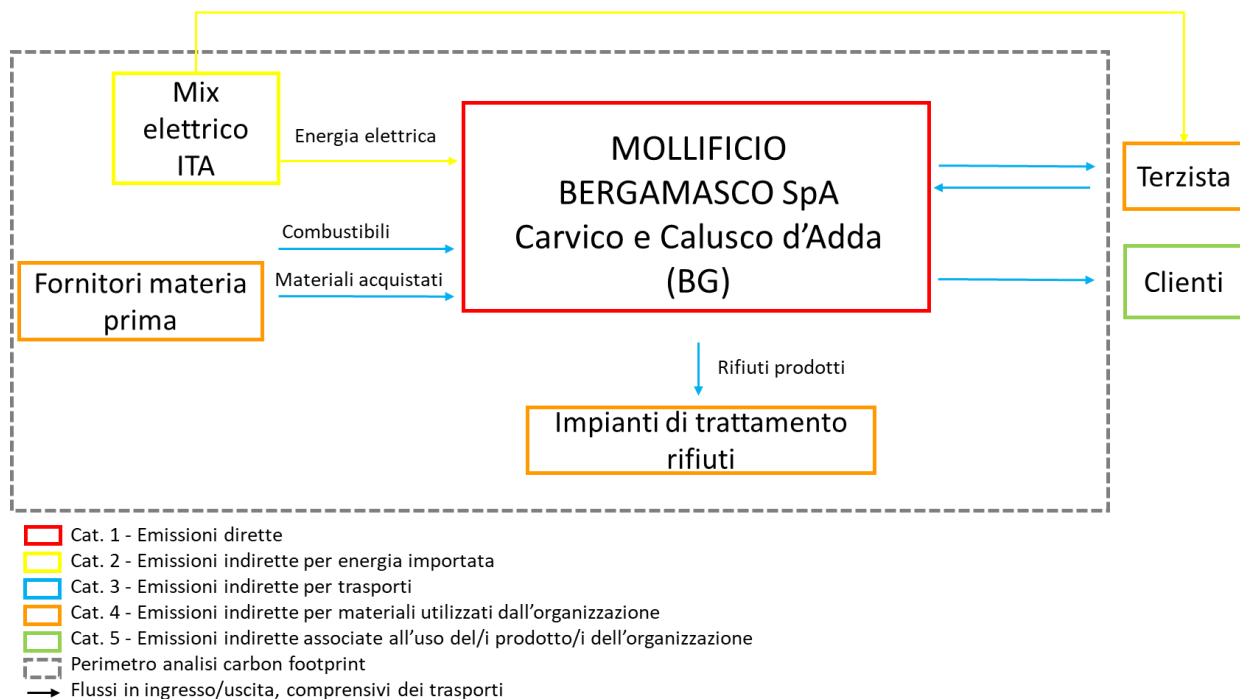 Mix
elettrico
ITA
Energia elettrica
MOLLIFICIO
BERGAMASCO SpA
Carvico e Calusco d'Adda
(BG)
Terzista
Combustibili
Fornitori materia
prima
Materiali acquistati
Clienti
Rifiuti prodotti
Impianti di trattamento
rifiuti
Cat. 1 - Emissioni dirette
Cat. 2 - Emissioni indirette per energia importata
Cat. 3 - Emissioni indirette per trasporti
Cat. 4 - Emissioni indirette per materiali utilizzati dall'organizzazione
Cat. 5 - Emissioni indirette associate all'uso del/i prodotto/i dell'organizzazione
Perimetro analisi carbon footprint
Flussi in ingresso/uscita, comprensivi dei trasporti